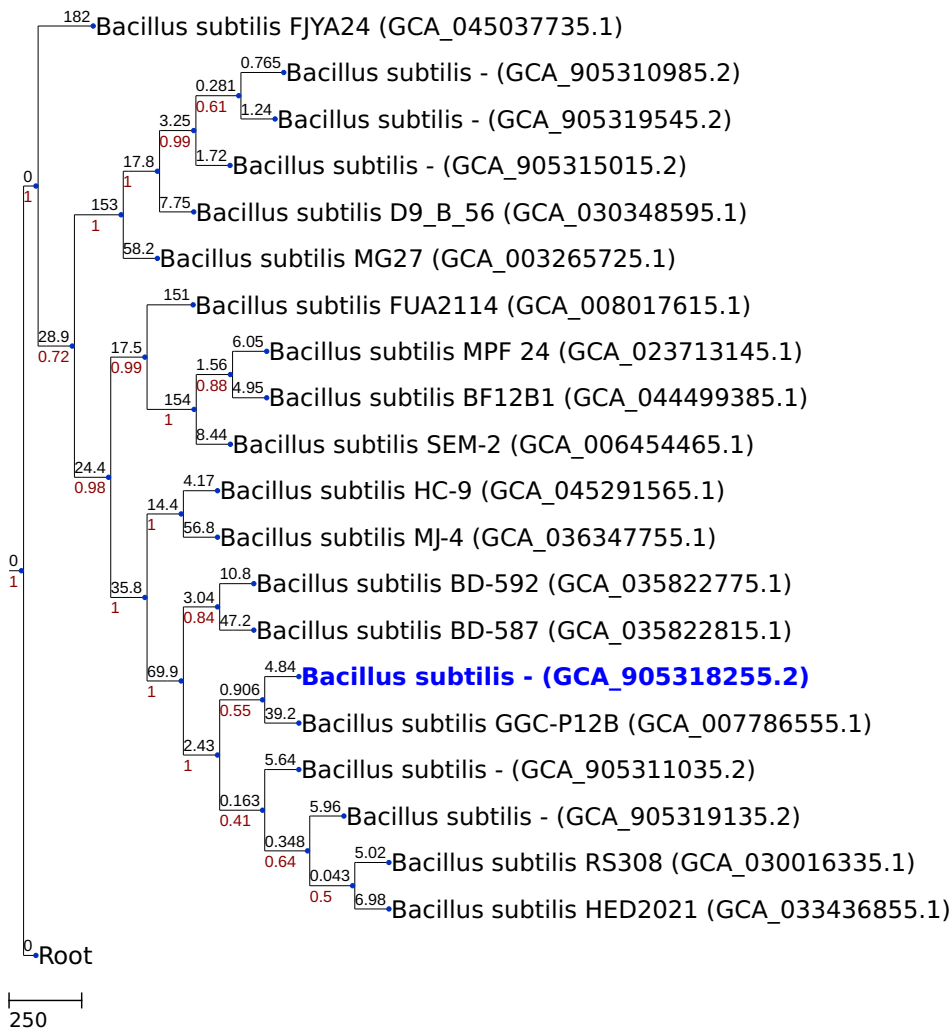 182
Bacillus subtilis FJYA24 (GCA_045037735.1)
0.765
Bacillus subtilis - (GCA_905310985.2)
0.281
0.61
1.24
Bacillus subtilis - (GCA_905319545.2)
3.25
0.99
1.72
Bacillus subtilis - (GCA_905315015.2)
17.8
1
0
1
7.75
Bacillus subtilis D9_B_56 (GCA_030348595.1)
153
1
58.2
Bacillus subtilis MG27 (GCA_003265725.1)
151
Bacillus subtilis FUA2114 (GCA_008017615.1)
28.9
0.72
17.5
0.99
6.05
Bacillus subtilis MPF 24 (GCA_023713145.1)
1.56
0.88
4.95
Bacillus subtilis BF12B1 (GCA_044499385.1)
154
1
8.44
Bacillus subtilis SEM-2 (GCA_006454465.1)
24.4
0.98
4.17
Bacillus subtilis HC-9 (GCA_045291565.1)
14.4
1
56.8
Bacillus subtilis MJ-4 (GCA_036347755.1)
0
1
10.8
Bacillus subtilis BD-592 (GCA_035822775.1)
35.8
1
3.04
0.84
47.2
Bacillus subtilis BD-587 (GCA_035822815.1)
69.9
1
4.84
Bacillus subtilis - (GCA_905318255.2)
0.906
0.55
39.2
Bacillus subtilis GGC-P12B (GCA_007786555.1)
2.43
1
5.64
Bacillus subtilis - (GCA_905311035.2)
0.163
0.41
5.96
Bacillus subtilis - (GCA_905319135.2)
0.348
0.64
5.02
Bacillus subtilis RS308 (GCA_030016335.1)
0.043
0.5
6.98
Bacillus subtilis HED2021 (GCA_033436855.1)
0
Root
250